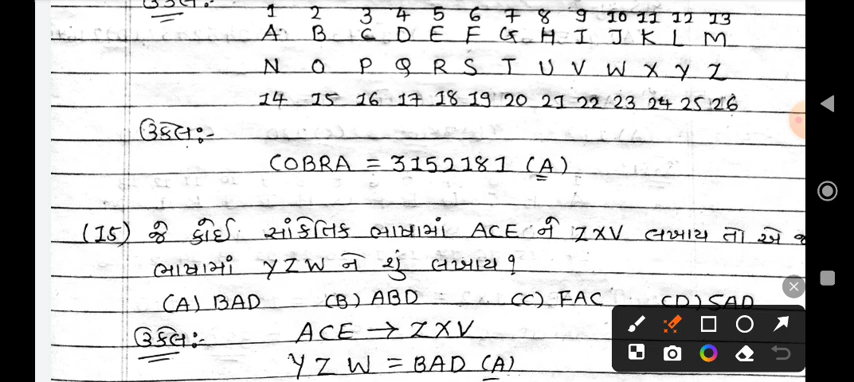 ઉકેલ:-
1 2 3 4 5 6 7 8 9 10 11 12 13
A B C D E F G H I J K L M
N O P Q R S T U V W X Y Z
14 15 16 17 18 19 20 21 22 23 24 25 26
ઉકેલ:-
COBRA = 3152181 (A)
(15) જો કોઈ સાંકેતિક ભાષામાં ACE ને ZXV લખાય તો એ જ
ભાષામાં YZW ને શું લખાય ?
(A) BAD (B) ABD (C) FAC (D) SAD
ઉકેલ:- ACE → ZXV
YZW = BAD (A)